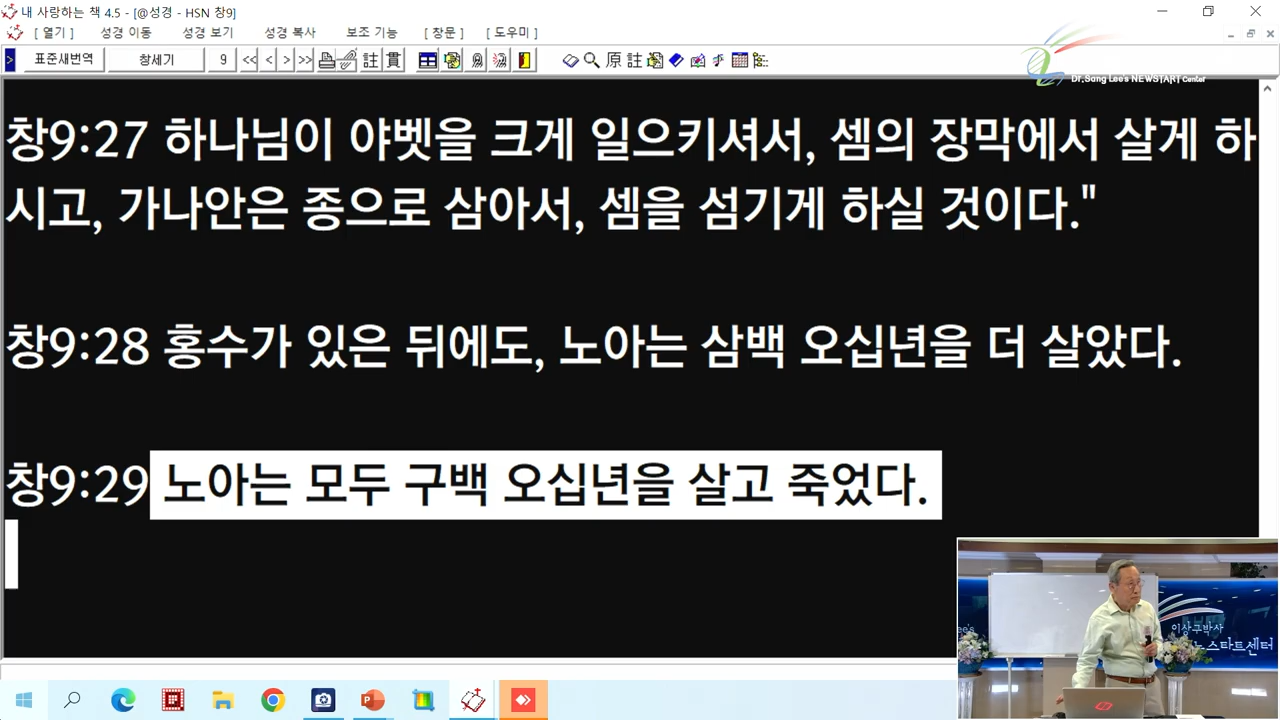 내 사랑하는 책 4.5 - [@성경 - HSN 창9]
[ 열기 ] 성경 이동 성경 보기 성경 복사 보조 기능 [ 창문 ] [ 도우미 ]
표준새번역 창세기 9 << < > >> 註 貫 原 註
Dr.Sang Lee's NEWSTART Center
창9:27 하나님이 야벳을 크게 일으키셔서, 셈의 장막에서 살게 하
시고, 가나안은 종으로 삼아서, 셈을 섬기게 하실 것이다."
창9:28 홍수가 있은 뒤에도, 노아는 삼백 오십년을 더 살았다.
창9:29 노아는 모두 구백 오십년을 살고 죽었다.
이상구박사
뉴스타트센터